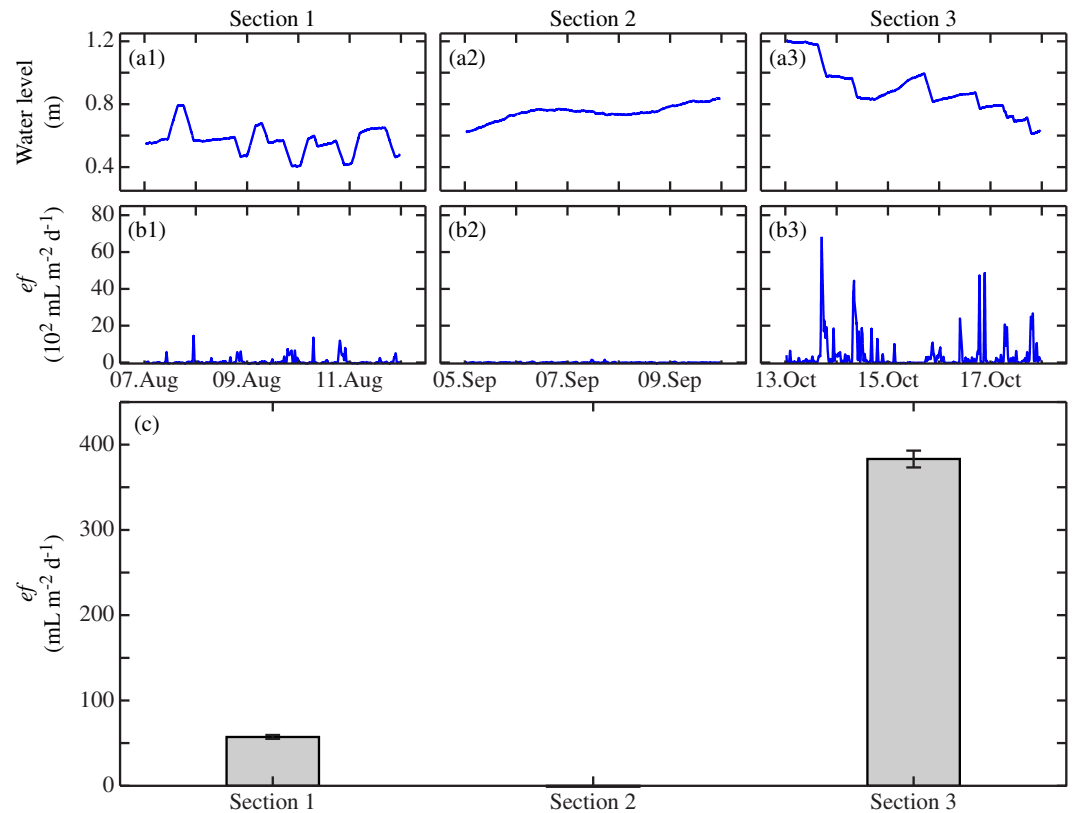 Section 1 Section 2 Section 3
Water level
(m)
1.2
0.8
0.4
(a1) (a2) (a3)
ef
(10² mL m⁻² d⁻¹)
80
60
40
20
0
(b1) (b2) (b3)
07.Aug 09.Aug 11.Aug 05.Sep 07.Sep 09.Sep 13.Oct 15.Oct 17.Oct
(c)
ef
(mL m⁻² d⁻¹)
400
300
200
100
0
Section 1 Section 2 Section 3